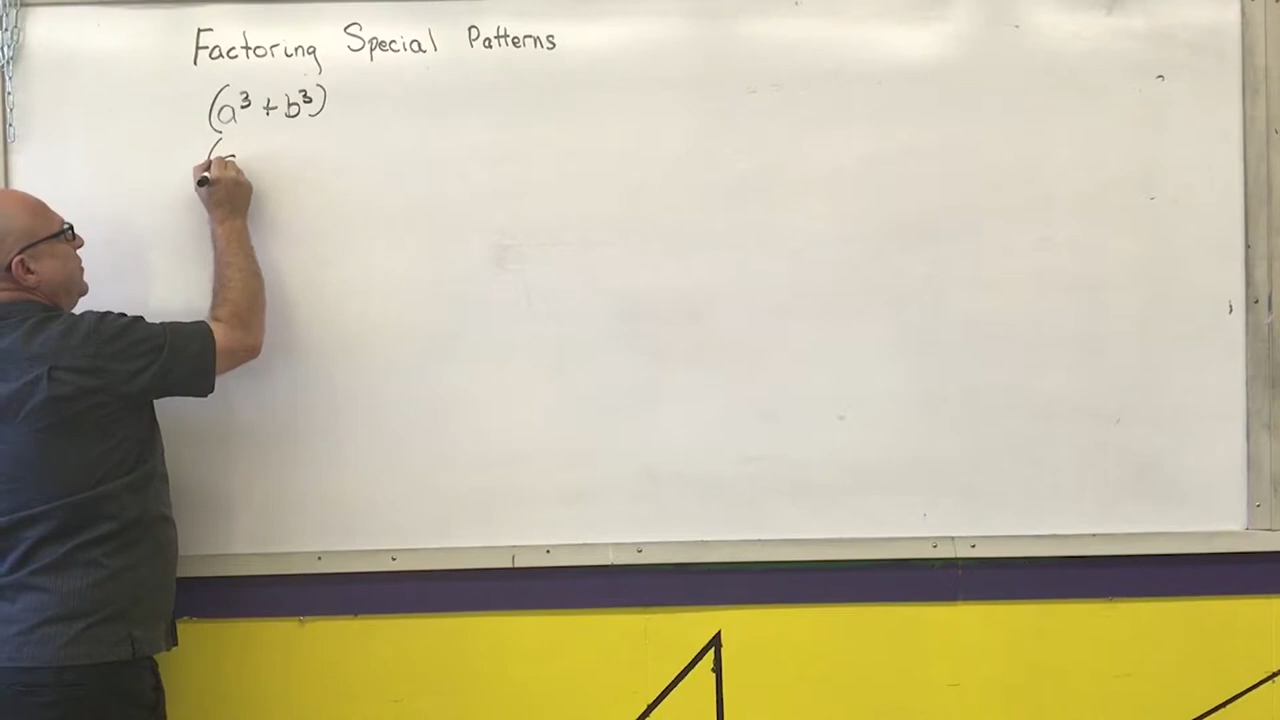 Factoring Special Patterns
(a³ + b³)
(